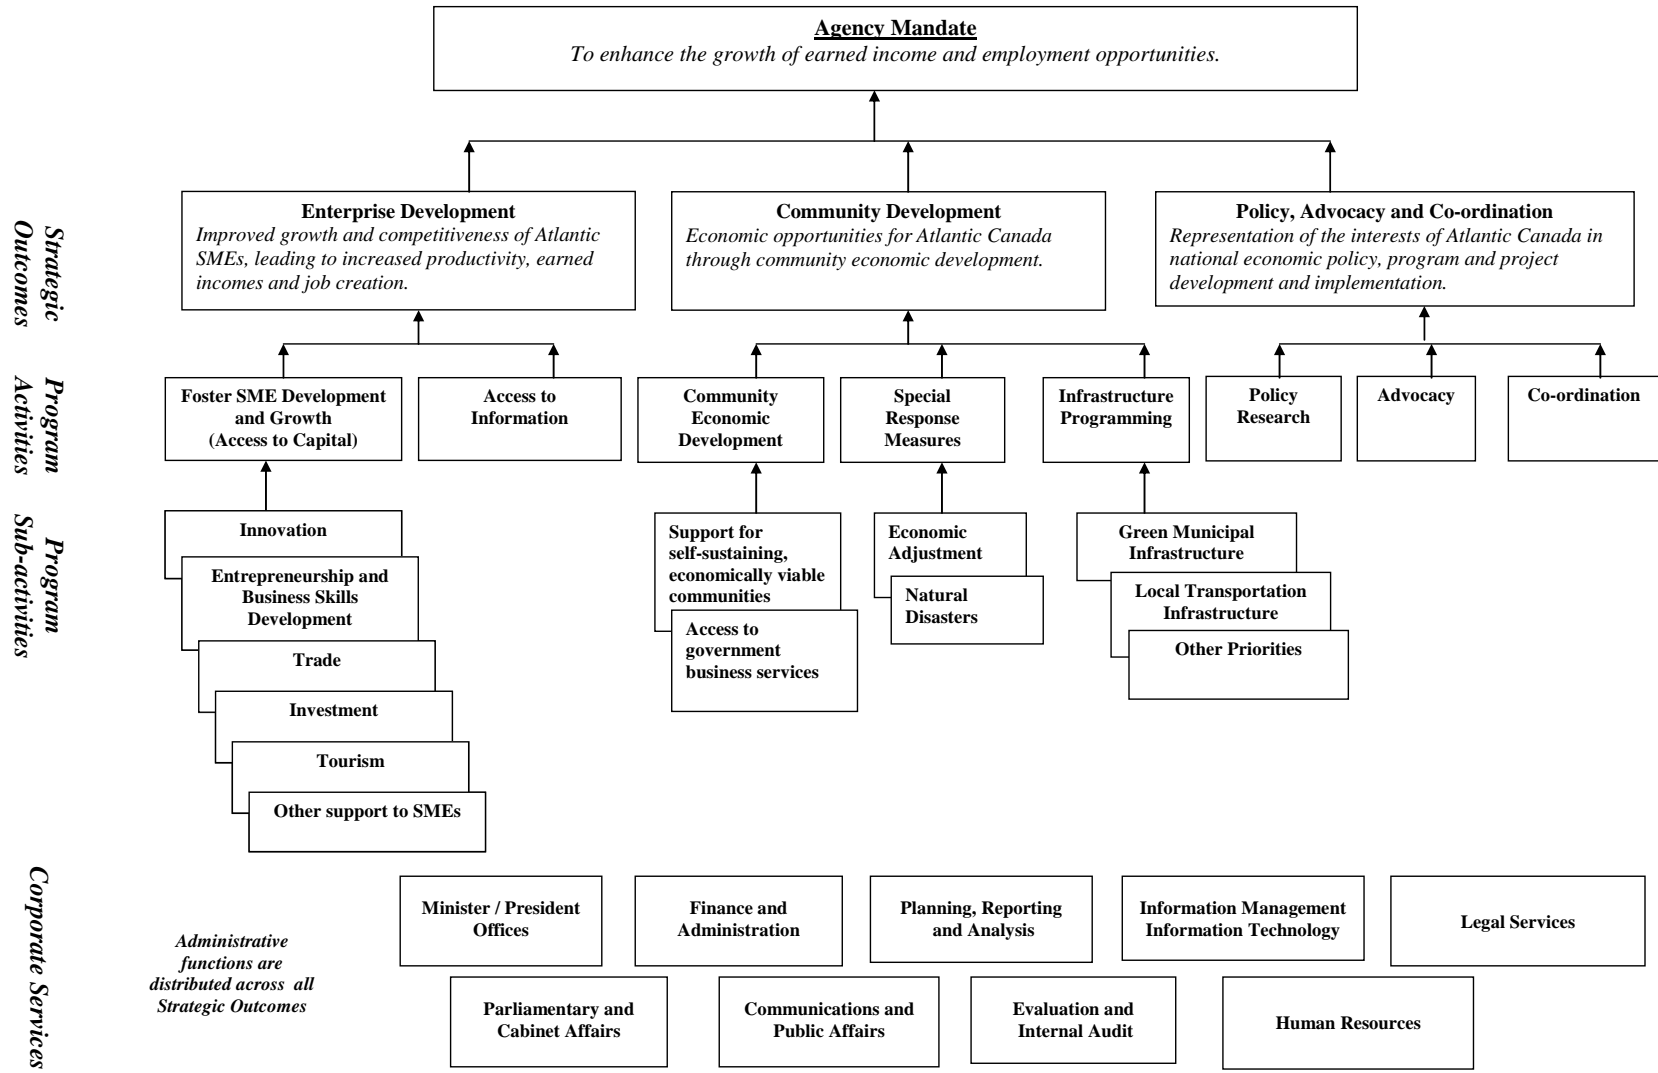 Agency Mandate
To enhance the growth of earned income and employment opportunities.
Strategic
Outcomes
Enterprise Development
Improved growth and competitiveness of Atlantic
SMEs, leading to increased productivity, earned
incomes and job creation.
Community Development
Economic opportunities for Atlantic Canada
through community economic development.
Policy, Advocacy and Co-ordination
Representation of the interests of Atlantic Canada in
national economic policy, program and project
development and implementation.
Program
Activities
Foster SME Development
and Growth
(Access to Capital)
Access to
Information
Community
Economic
Development
Special
Response
Measures
Infrastructure
Programming
Policy
Research
Advocacy
Co-ordination
Program
Sub-activities
Innovation
Entrepreneurship and
Business Skills
Development
Trade
Investment
Tourism
Other support to SMEs
Support for
self-sustaining,
economically viable
communities
Access to
government
business services
Economic
Adjustment
Natural
Disasters
Green Municipal
Infrastructure
Local Transportation
Infrastructure
Other Priorities
Corporate Services
Administrative
functions are
distributed across all
Strategic Outcomes
Minister / President
Offices
Finance and
Administration
Planning, Reporting
and Analysis
Information Management
Information Technology
Legal Services
Parliamentary and
Cabinet Affairs
Communications and
Public Affairs
Evaluation and
Internal Audit
Human Resources